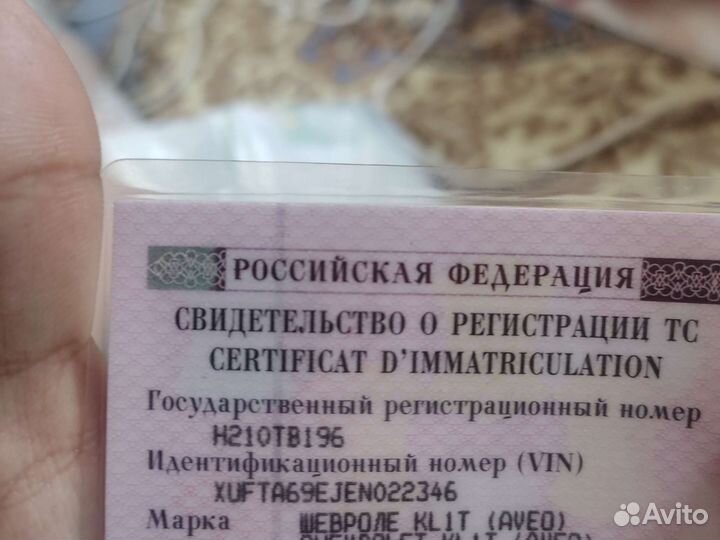 РОССИЙСКАЯ ФЕДЕРАЦИЯ
СВИДЕТЕЛЬСТВО О РЕГИСТРАЦИИ ТС
CERTIFICAT D'IMMATRICULATION
Государственный регистрационный номер
Н210ТВ196
Идентификационный номер (VIN)
XUFTA69EJEN022346
Марка ШЕВРОЛЕ KL1T (AVEO)
Avito